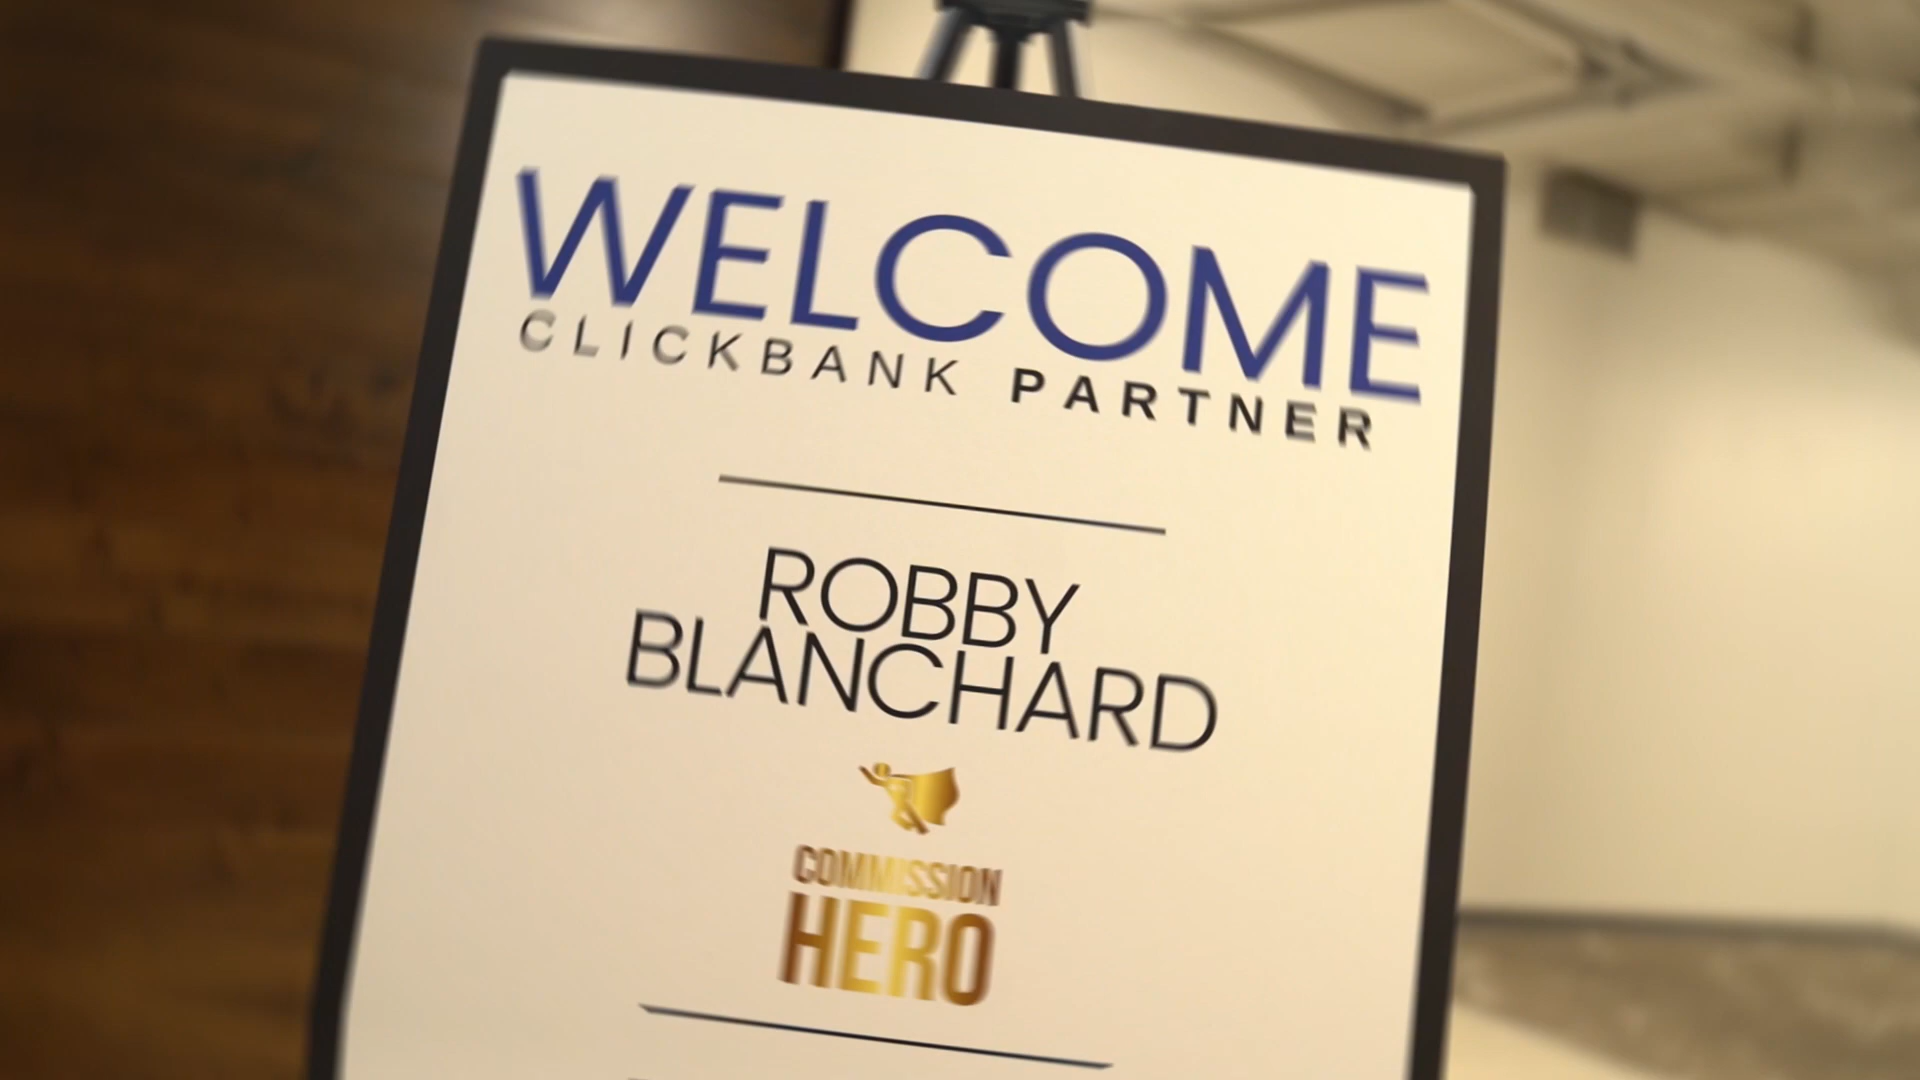 WELCOME
CLICKBANK PARTNER
ROBBY
BLANCHARD
COMMISSION
HERO